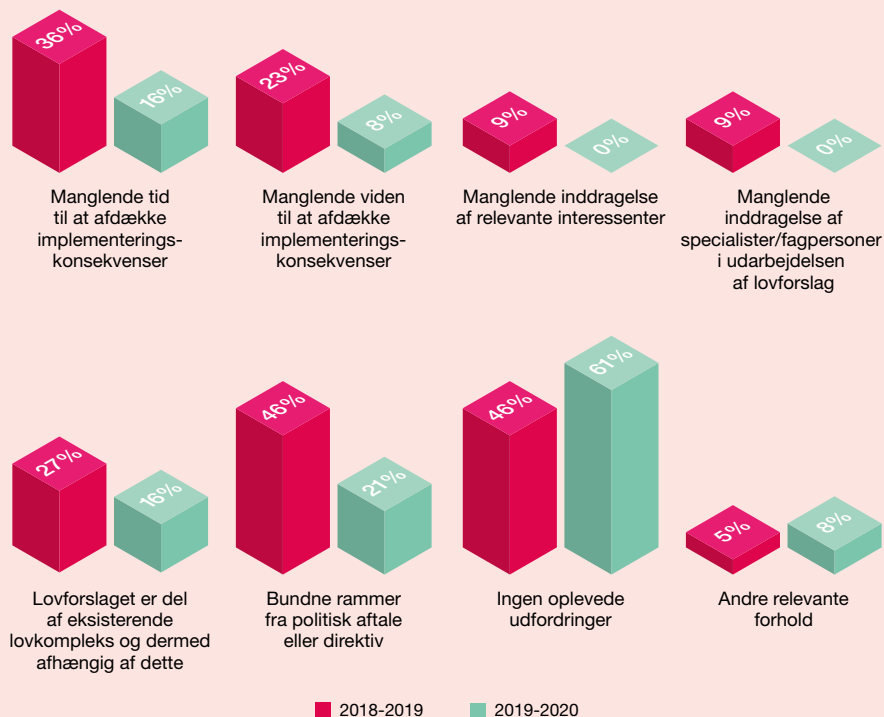 36%
16%
23%
8%
9%
0%
9%
0%
Manglende tid
til at afdække
implementerings-
konsekvenser
Manglende viden
til at afdække
implementerings-
konsekvenser
Manglende inddragelse
af relevante interessenter
Manglende
inddragelse af
specialister/fagpersoner
i udarbejdelsen
af lovforslag
27%
16%
46%
21%
46%
61%
5%
8%
Lovforslaget er del
af eksisterende
lovkompleks og dermed
afhængig af dette
Bundne rammer
fra politisk aftale
eller direktiv
Ingen oplevede
udfordringer
Andre relevante
forhold
2018-2019
2019-2020